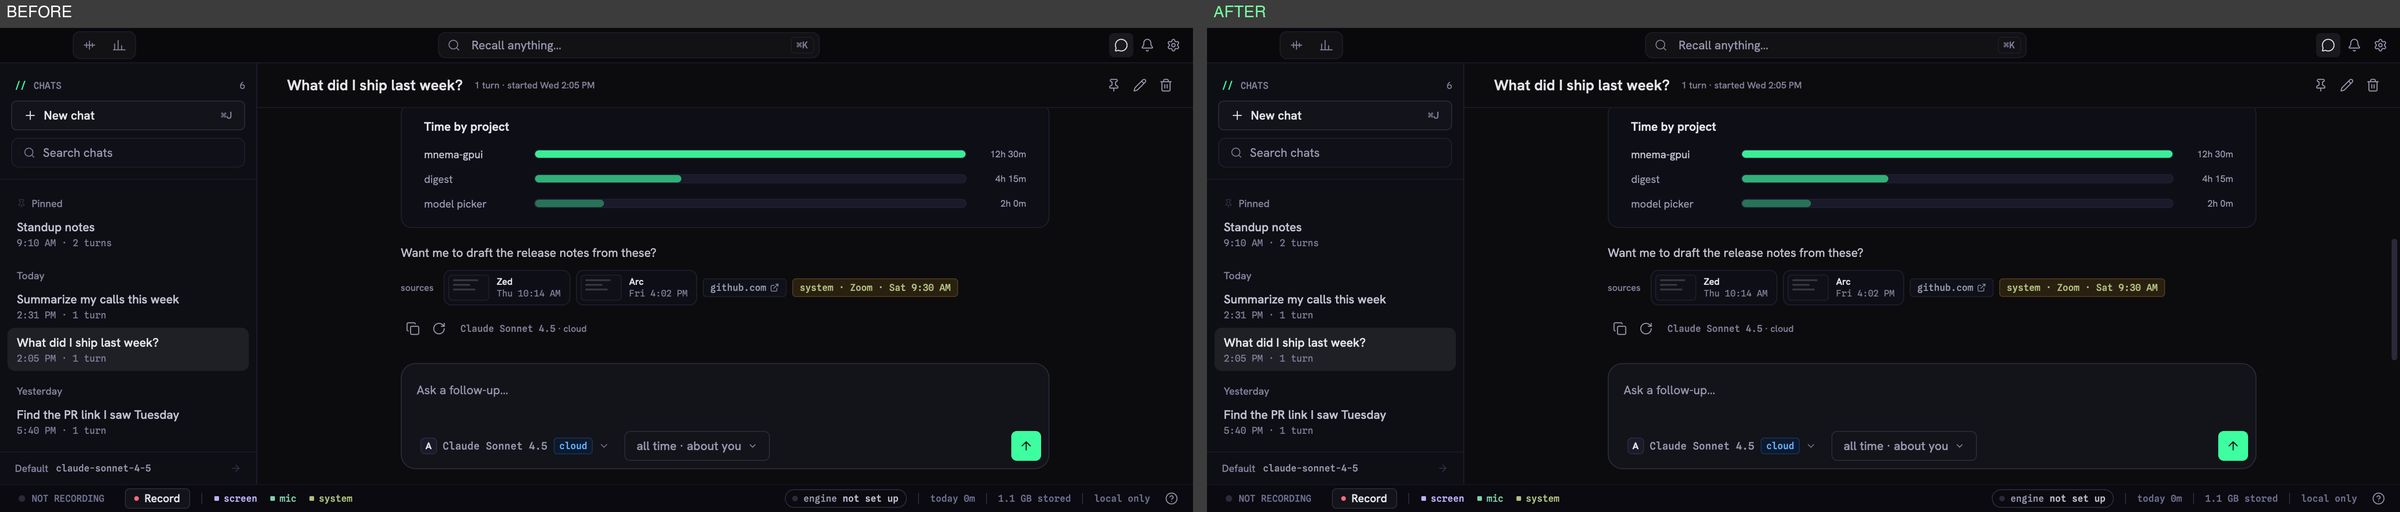 BEFORE
Recall anything... ⌘K
// CHATS 6
+ New chat ⌘J
Search chats
Pinned
Standup notes
9:10 AM · 2 turns
Today
Summarize my calls this week
2:31 PM · 1 turn
What did I ship last week?
2:05 PM · 1 turn
Yesterday
Find the PR link I saw Tuesday
5:40 PM · 1 turn
Default claude-sonnet-4-5
What did I ship last week? 1 turn · started Wed 2:05 PM
Time by project
mnema-gpui 12h 30m
digest 4h 15m
model picker 2h 0m
Want me to draft the release notes from these?
sources
Zed
Thu 10:14 AM
Arc
Fri 4:02 PM
github.com
system · Zoom · Sat 9:30 AM
Claude Sonnet 4.5 · cloud
Ask a follow-up...
A Claude Sonnet 4.5 cloud all time · about you
NOT RECORDING Record screen mic system engine not set up today 0m 1.1 GB stored local only
AFTER
Recall anything... ⌘K
// CHATS 6
+ New chat ⌘J
Search chats
Pinned
Standup notes
9:10 AM · 2 turns
Today
Summarize my calls this week
2:31 PM · 1 turn
What did I ship last week?
2:05 PM · 1 turn
Yesterday
Find the PR link I saw Tuesday
5:40 PM · 1 turn
Default claude-sonnet-4-5
What did I ship last week? 1 turn · started Wed 2:05 PM
Time by project
mnema-gpui 12h 30m
digest 4h 15m
model picker 2h 0m
Want me to draft the release notes from these?
sources
Zed
Thu 10:14 AM
Arc
Fri 4:02 PM
github.com
system · Zoom · Sat 9:30 AM
Claude Sonnet 4.5 · cloud
Ask a follow-up...
A Claude Sonnet 4.5 cloud all time · about you
NOT RECORDING Record screen mic system engine not set up today 0m 1.1 GB stored local only